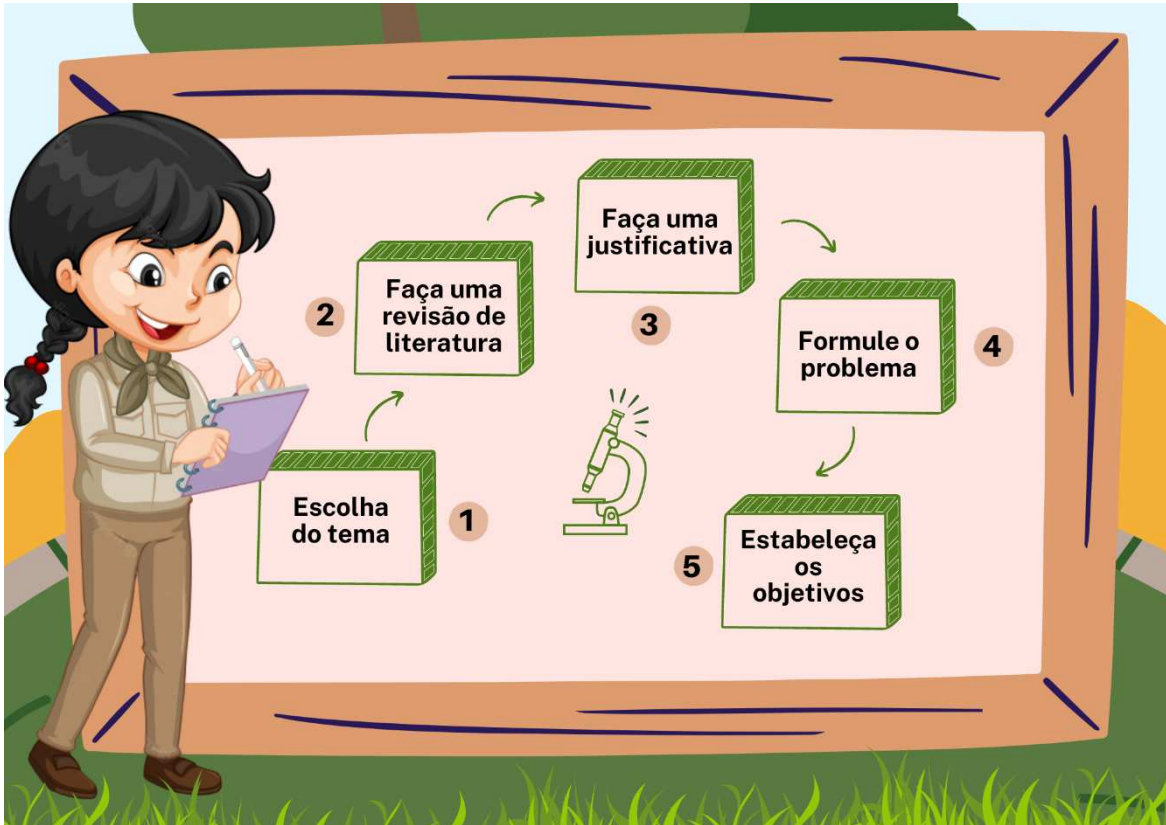 1
Escolha
do tema
2
Faça uma
revisão de
literatura
3
Faça uma
justificativa
4
Formule o
problema
5
Estabeleça
os
objetivos